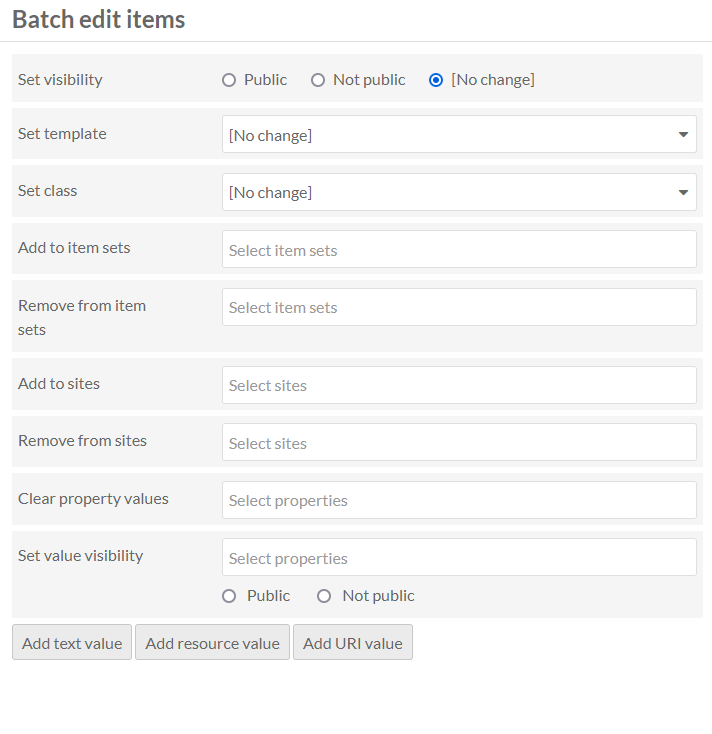 Batch edit items
Set visibility Public Not public [No change]
Set template [No change]
Set class [No change]
Add to item sets Select item sets
Remove from item Select item sets
sets
Add to sites Select sites
Remove from sites Select sites
Clear property values Select properties
Set value visibility Select properties
Public Not public
Add text value Add resource value Add URI value